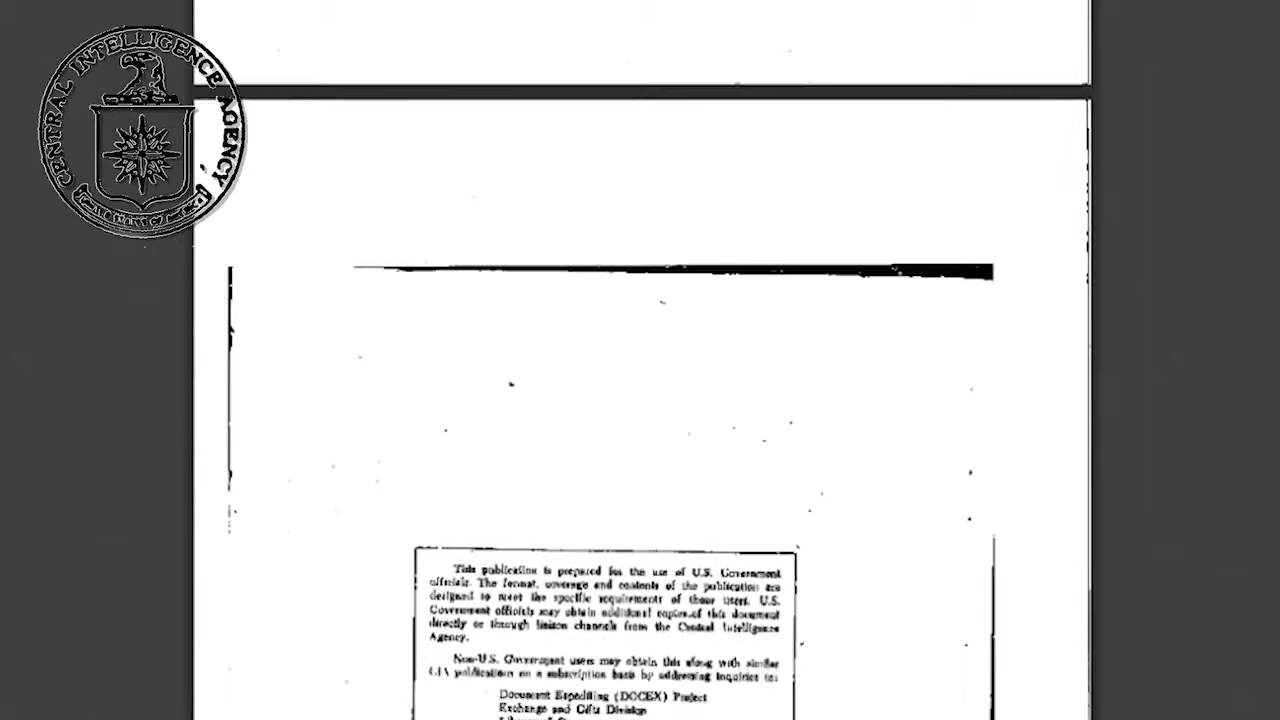 CENTRAL INTELLIGENCE AGENCY
This publication is prepared for the use of U.S. Government
officials. The format, coverage and contents of the publication are
designed to meet the specific requirements of those users. U.S.
Government officials may obtain additional copies of this document
directly or through liaison channels from the Central Intelligence
Agency.
Non-U.S. Government users may obtain this along with similar
CIA publications on a subscription basis by addressing inquiries to:
Document Expediting (DOCEX) Project
Exchange and Gifts Division